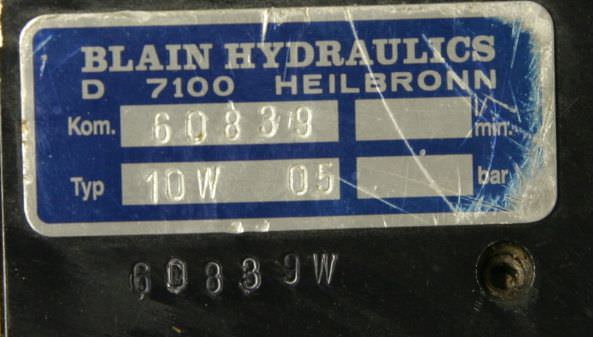 BLAIN HYDRAULICS
D 7100 HEILBRONN
Kom. 60839 min.
Typ 10W 05 bar
60839W